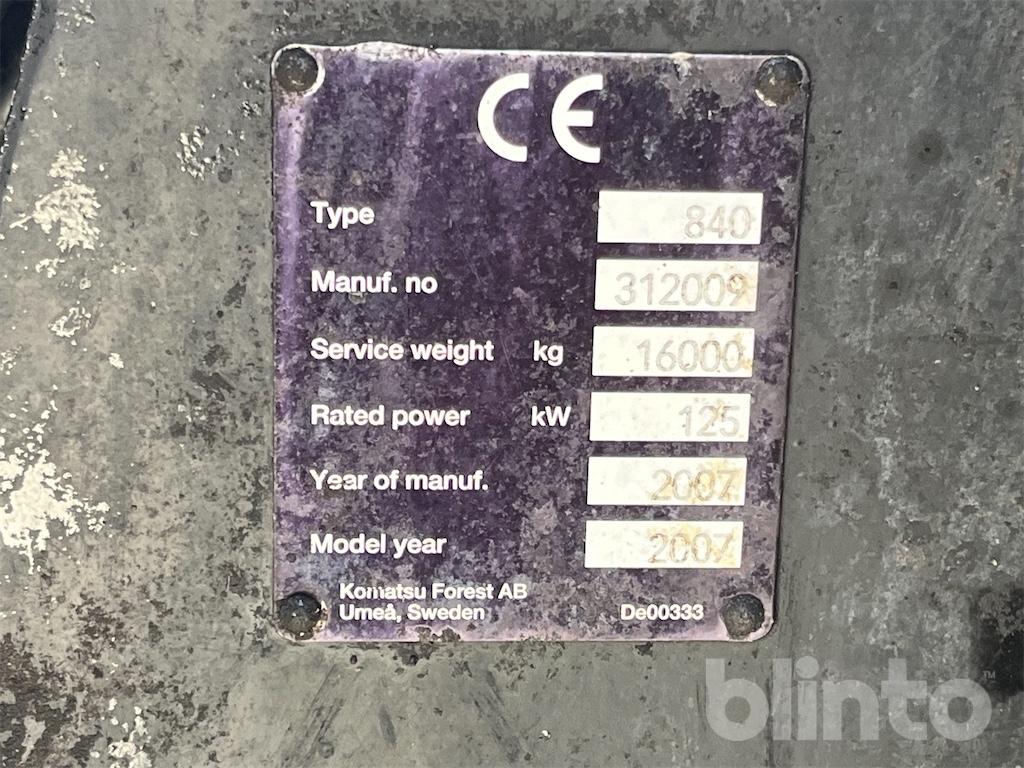 CE
Type 840
Manuf. no 312009
Service weight kg 16000
Rated power kW 125
Year of manuf. 2007
Model year 2007
Komatsu Forest AB
Umeå, Sweden De00333
blinto™